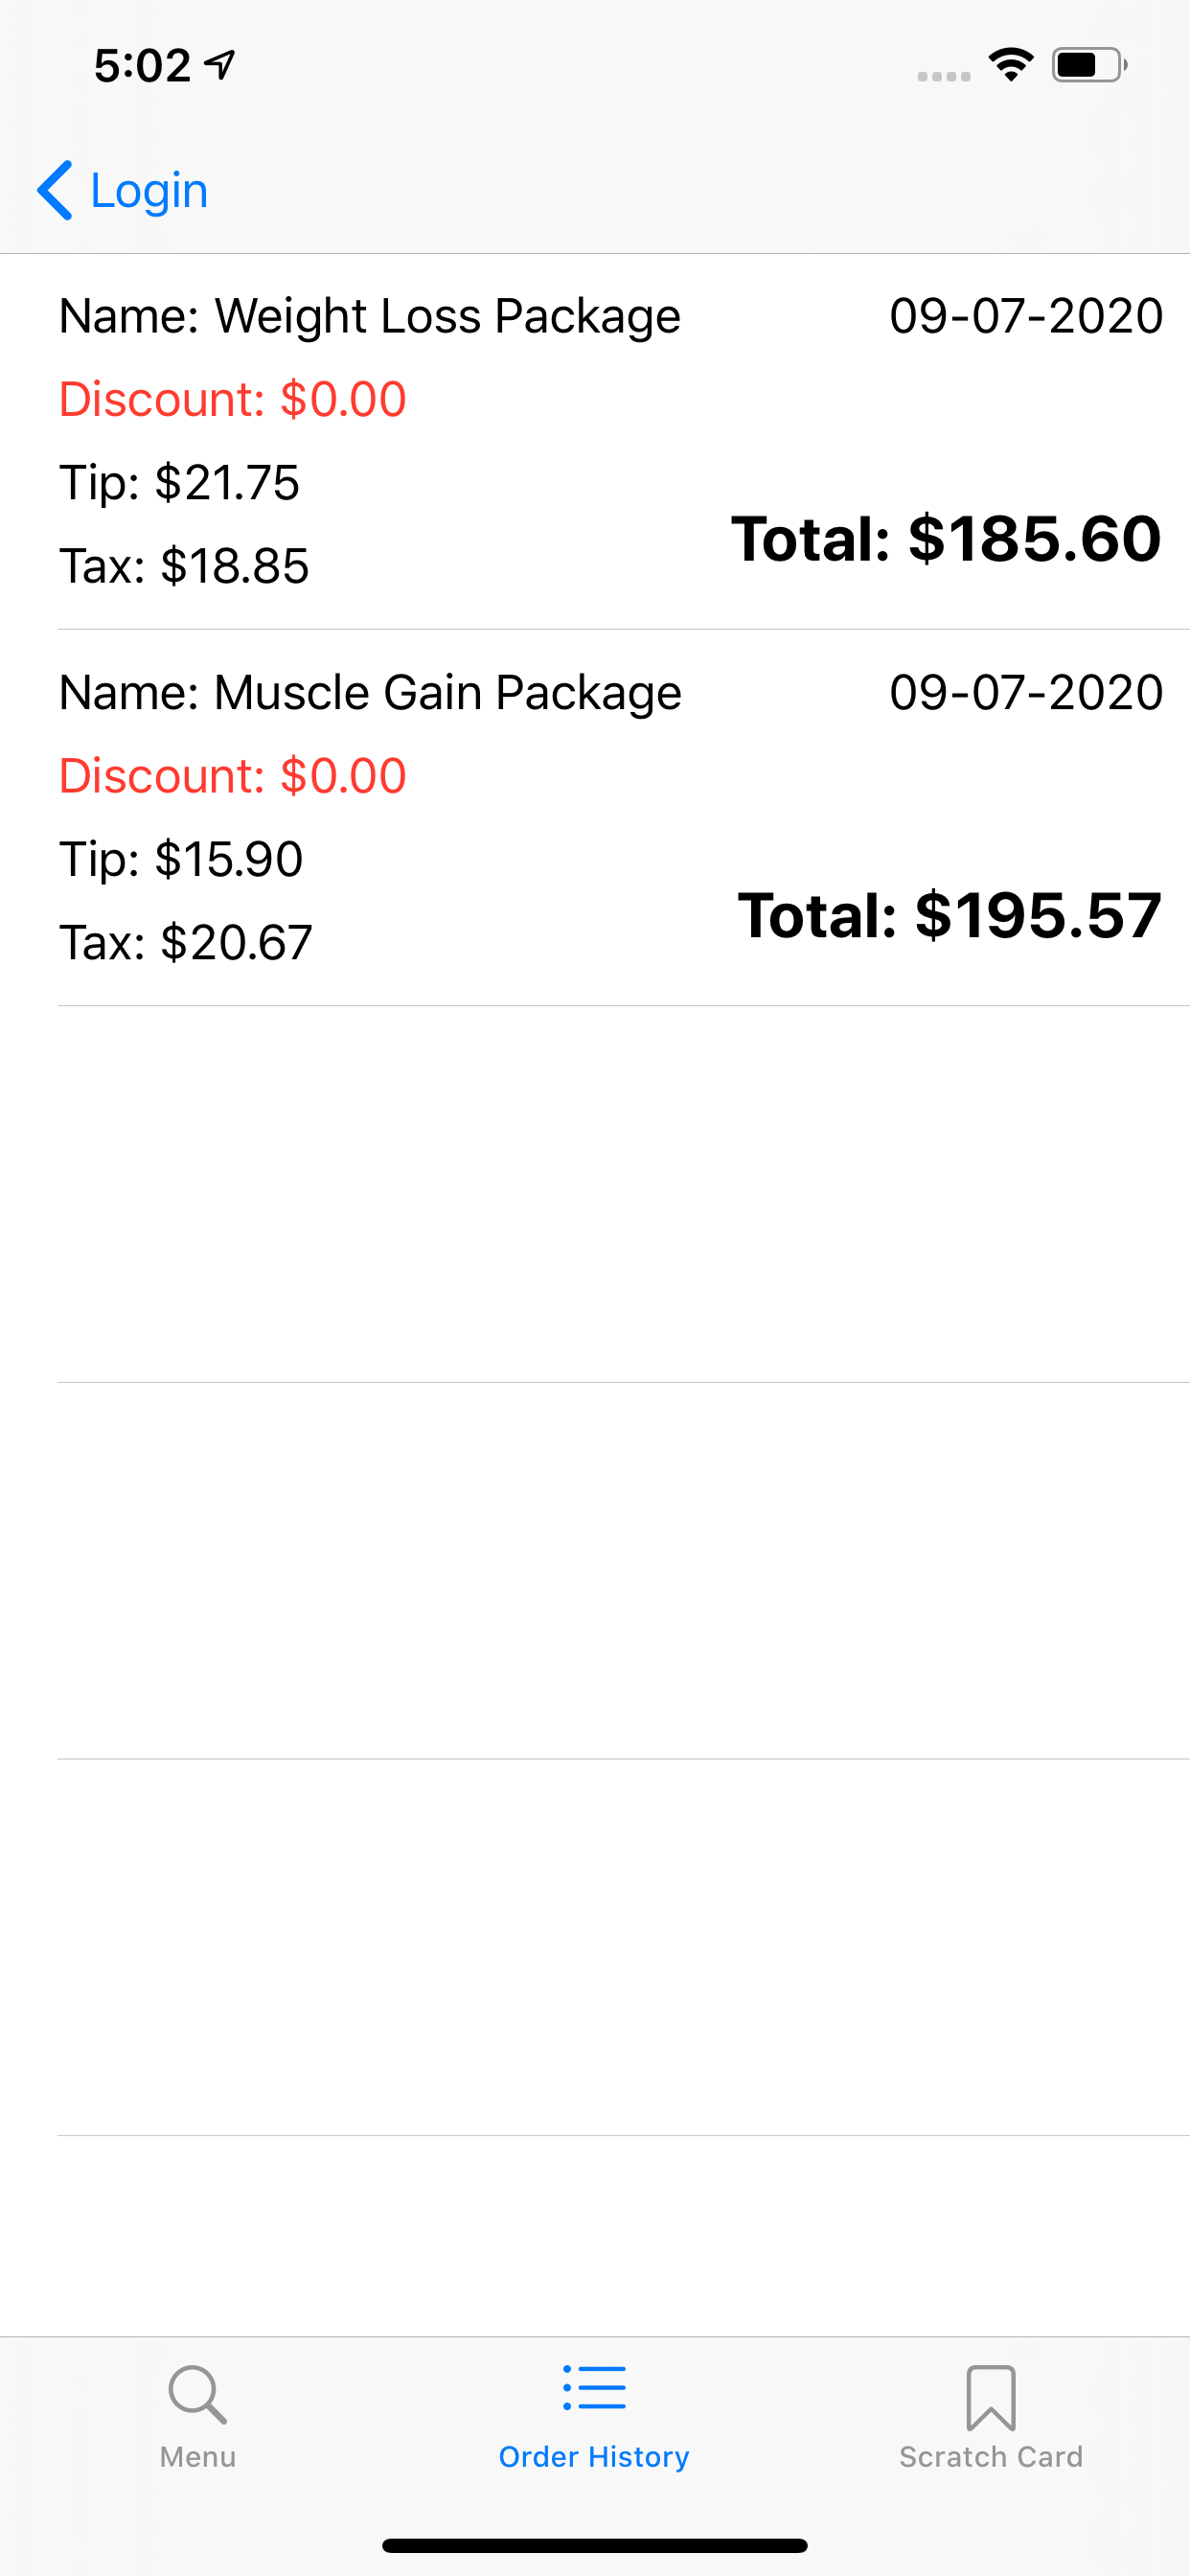 5:02
Login
Name: Weight Loss Package 09-07-2020
Discount: $0.00
Tip: $21.75
Total: $185.60
Tax: $18.85
Name: Muscle Gain Package 09-07-2020
Discount: $0.00
Tip: $15.90
Total: $195.57
Tax: $20.67
Menu Order History Scratch Card